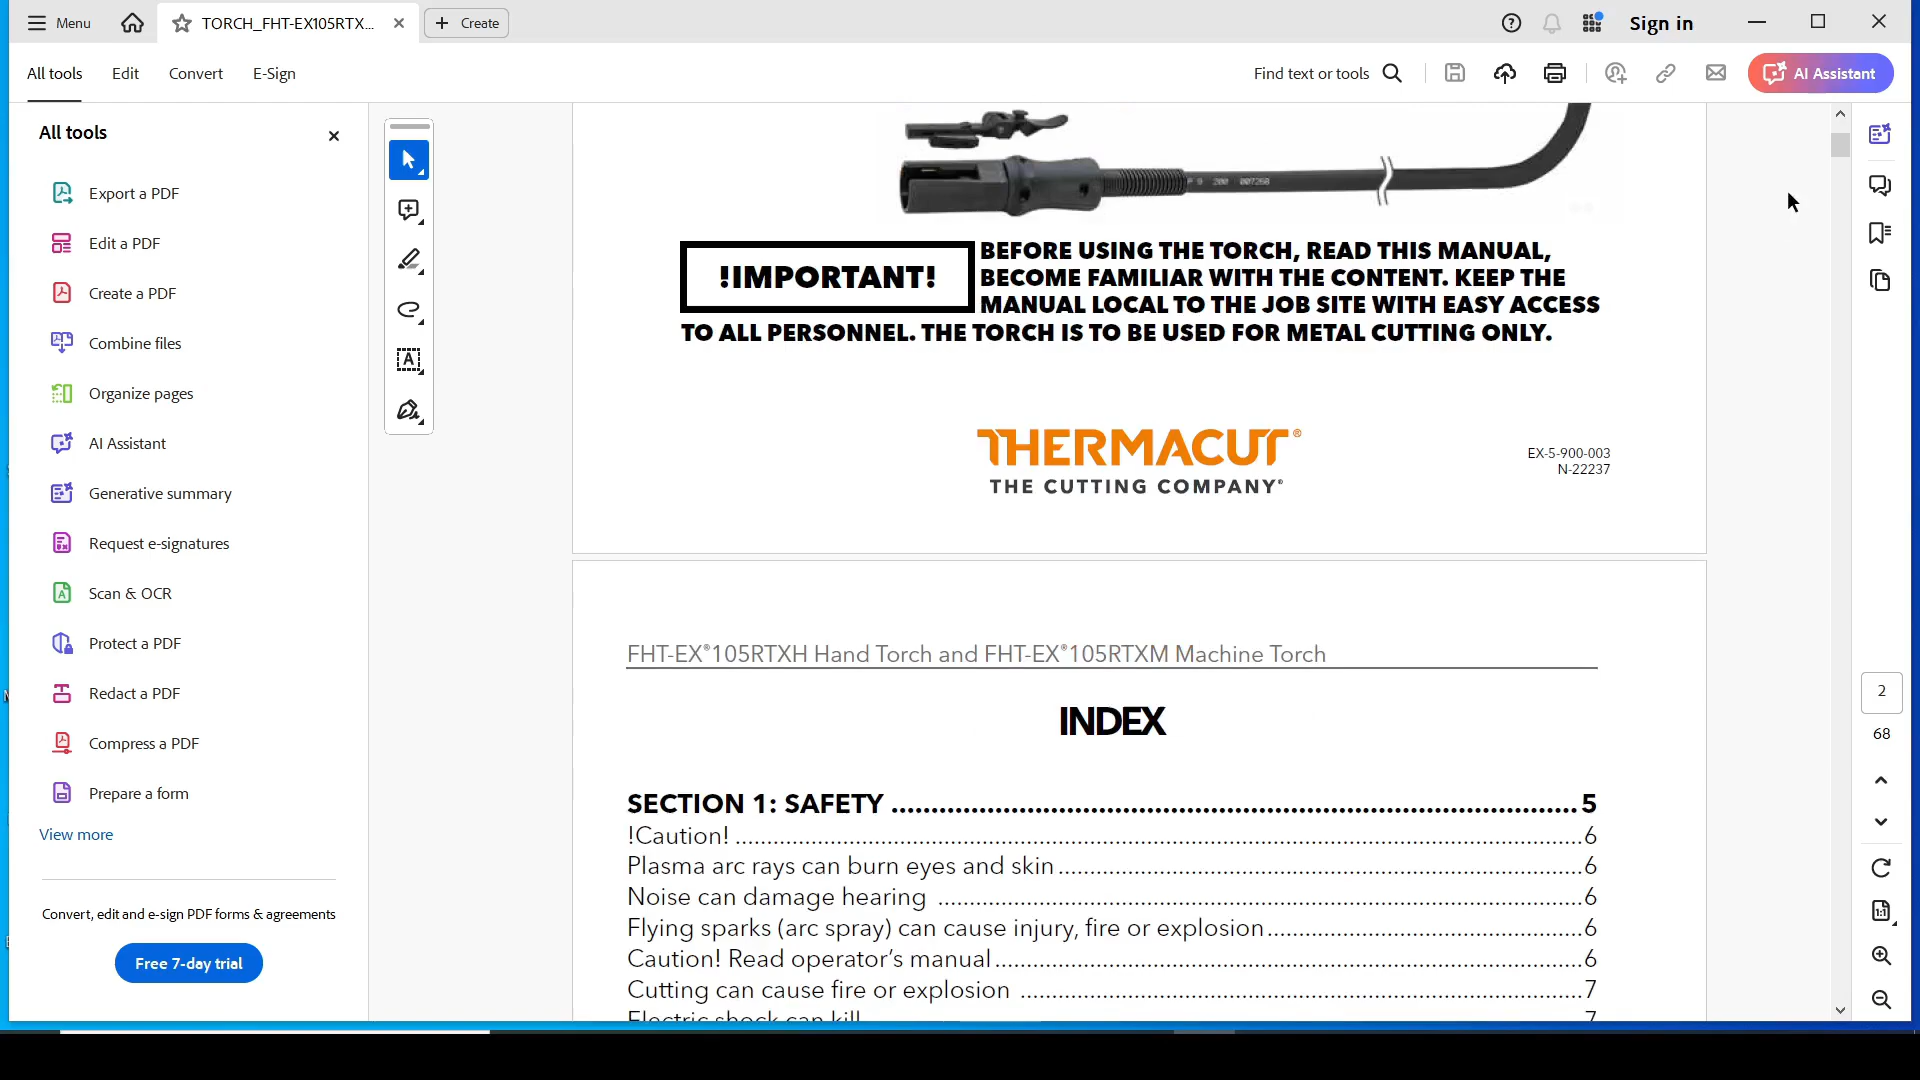 Menu
TORCH_FHT-EX105RTX...
Create
Sign in
All tools
Edit
Convert
E-Sign
Find text or tools
AI Assistant
All tools
Export a PDF
Edit a PDF
Create a PDF
Combine files
Organize pages
AI Assistant
Generative summary
Request e-signatures
Scan & OCR
Protect a PDF
Redact a PDF
Compress a PDF
Prepare a form
View more
Convert, edit and e-sign PDF forms & agreements
Free 7-day trial
!IMPORTANT!
BEFORE USING THE TORCH, READ THIS MANUAL,
BECOME FAMILIAR WITH THE CONTENT. KEEP THE
MANUAL LOCAL TO THE JOB SITE WITH EASY ACCESS
TO ALL PERSONNEL. THE TORCH IS TO BE USED FOR METAL CUTTING ONLY.
THERMACUT®
THE CUTTING COMPANY®
EX-5-900-003
N-22237
FHT-EX®105RTXH Hand Torch and FHT-EX®105RTXM Machine Torch
INDEX
SECTION 1: SAFETY ........ 5
!Caution! ........ 6
Plasma arc rays can burn eyes and skin ........ 6
Noise can damage hearing ........ 6
Flying sparks (arc spray) can cause injury, fire or explosion ........ 6
Caution! Read operator's manual ........ 6
Cutting can cause fire or explosion ........ 7
Electric shock can kill ........ 7
2
68